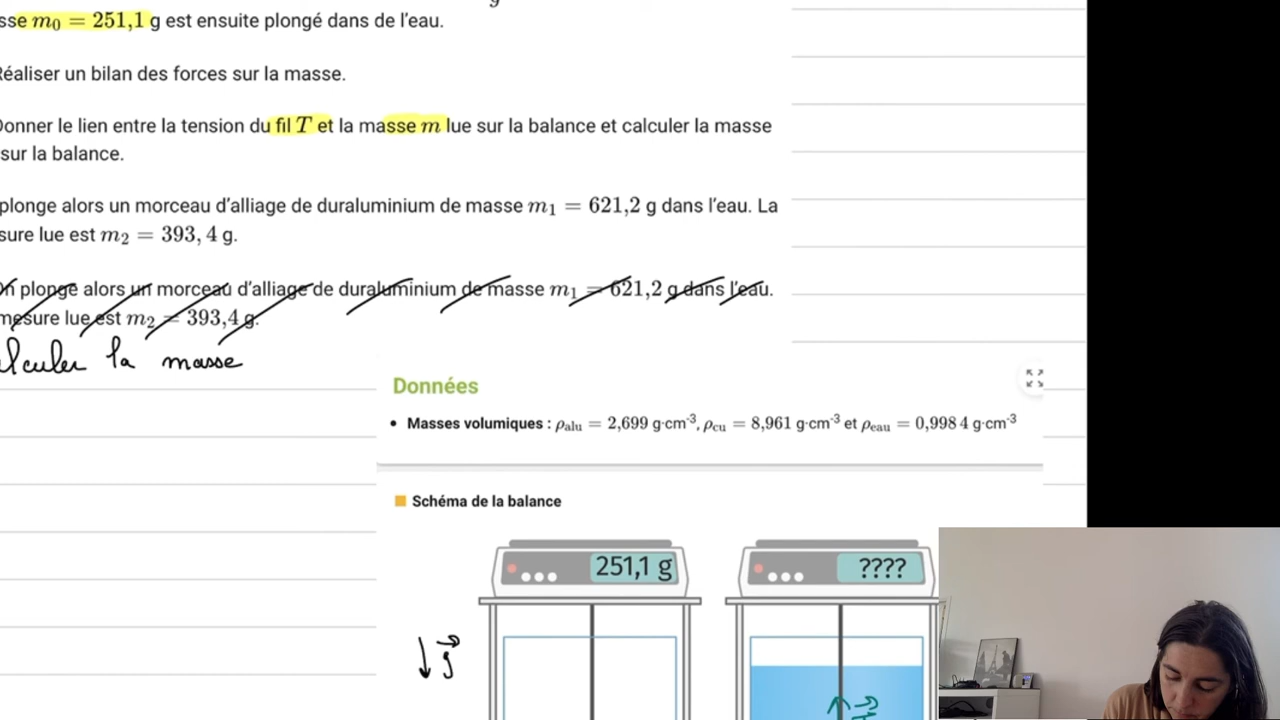 sse m₀ = 251,1 g est ensuite plongé dans de l'eau.
Réaliser un bilan des forces sur la masse.
Donner le lien entre la tension du fil T et la masse m lue sur la balance et calculer la masse
sur la balance.
plonge alors un morceau d'alliage de duraluminium de masse m₁ = 621,2 g dans l'eau. La
sure lue est m₂ = 393, 4 g.
On plonge alors un morceau d'alliage de duraluminium de masse m₁ = 621,2 g dans l'eau.
mesure lue est m₂ = 393,4 g.
alculer la masse
Données
• Masses volumiques : ρalu = 2,699 g·cm⁻³, ρcu = 8,961 g·cm⁻³ et ρeau = 0,998 4 g·cm⁻³
Schéma de la balance
251,1 g
????
g